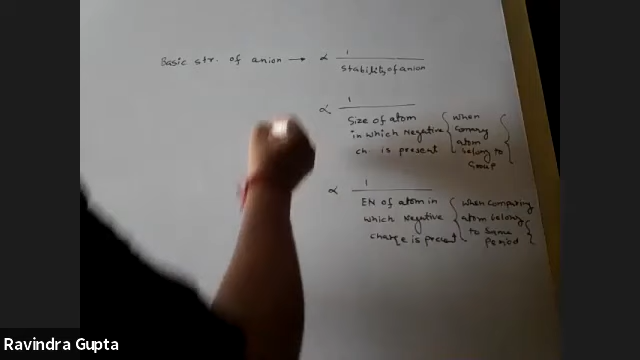 Basic str. of anion → ∝ 1
stability of anion
∝ 1
Size of atom
in which Negative
ch is present
when
atom
belong to
Group
∝ 1
EN of atom in
which Negative
charge is present
when comparing
atom belong
to same
period
Ravindra Gupta